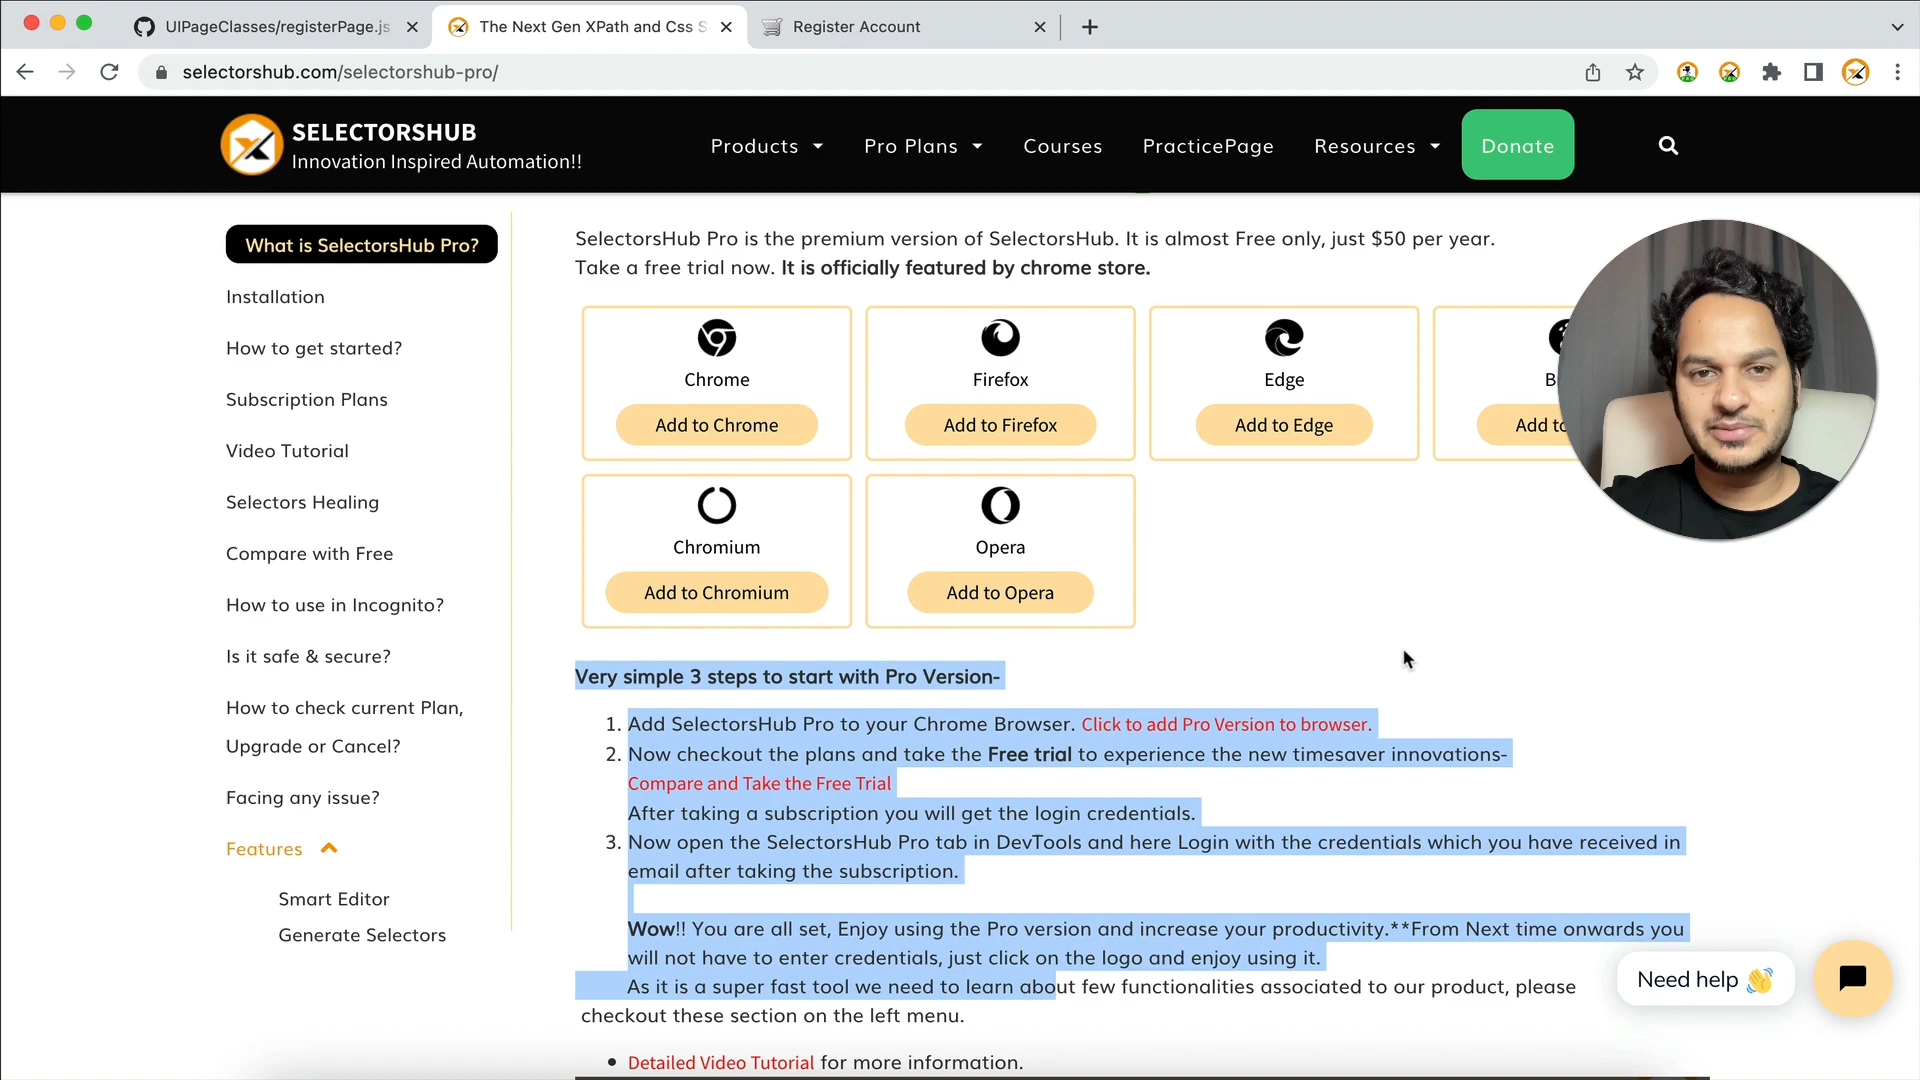 UIPageClasses/registerPage.js
The Next Gen XPath and Css S
Register Account
selectorshub.com/selectorshub-pro/
SELECTORSHUB
Innovation Inspired Automation!!
Products
Pro Plans
Courses
PracticePage
Resources
Donate
What is SelectorsHub Pro?
Installation
How to get started?
Subscription Plans
Video Tutorial
Selectors Healing
Compare with Free
How to use in Incognito?
Is it safe & secure?
How to check current Plan,
Upgrade or Cancel?
Facing any issue?
Features
Smart Editor
Generate Selectors
SelectorsHub Pro is the premium version of SelectorsHub. It is almost Free only, just $50 per year.
Take a free trial now. It is officially featured by chrome store.
Chrome
Add to Chrome
Firefox
Add to Firefox
Edge
Add to Edge
B
Add to
Chromium
Add to Chromium
Opera
Add to Opera
Very simple 3 steps to start with Pro Version-
1. Add SelectorsHub Pro to your Chrome Browser. Click to add Pro Version to browser.
2. Now checkout the plans and take the Free trial to experience the new timesaver innovations-
Compare and Take the Free Trial
After taking a subscription you will get the login credentials.
3. Now open the SelectorsHub Pro tab in DevTools and here Login with the credentials which you have received in
email after taking the subscription.
Wow!! You are all set, Enjoy using the Pro version and increase your productivity.**From Next time onwards you
will not have to enter credentials, just click on the logo and enjoy using it.
As it is a super fast tool we need to learn about few functionalities associated to our product, please
checkout these section on the left menu.
• Detailed Video Tutorial for more information.
Need help 👋